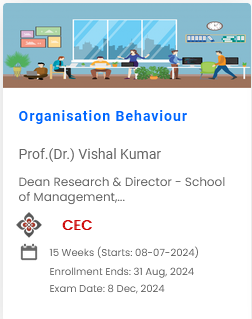 Organisation Behaviour
Prof.(Dr.) Vishal Kumar
Dean Research & Director - School
of Management,...
CEC
15 Weeks (Starts: 08-07-2024)
Enrollment Ends: 31 Aug, 2024
Exam Date: 8 Dec, 2024